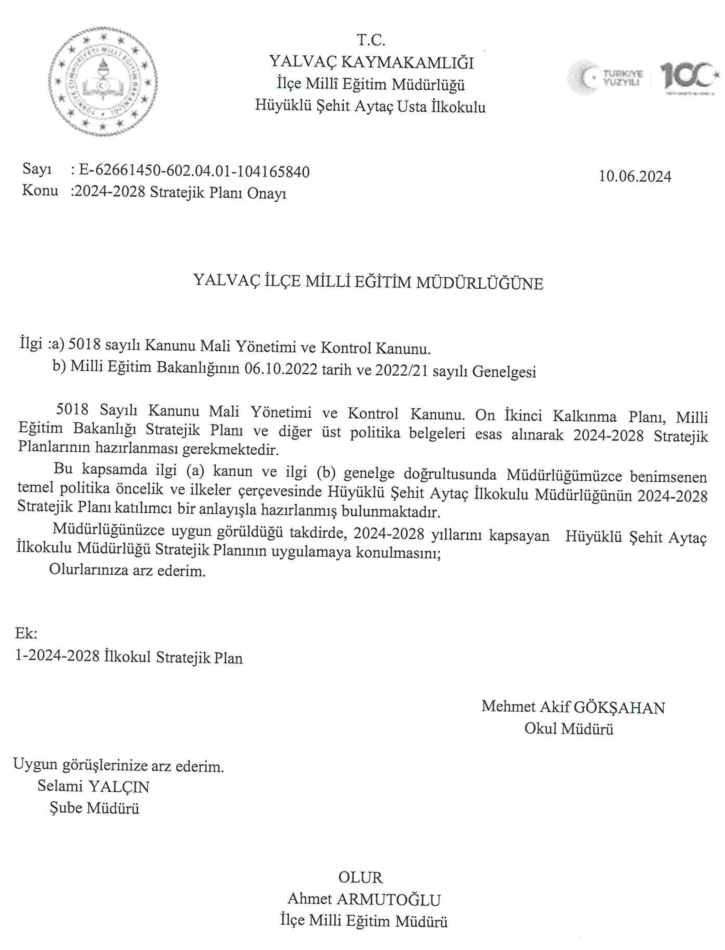 T.C.
YALVAÇ KAYMAKAMLIĞI
İlçe Millî Eğitim Müdürlüğü
Hüyüklü Şehit Aytaç Usta İlkokulu
TÜRKİYE
YÜZYILI
100
Sayı : E-62661450-602.04.01-104165840
10.06.2024
Konu :2024-2028 Stratejik Planı Onayı
YALVAÇ İLÇE MİLLİ EĞİTİM MÜDÜRLÜĞÜNE
İlgi :a) 5018 sayılı Kanunu Mali Yönetimi ve Kontrol Kanunu.
b) Milli Eğitim Bakanlığının 06.10.2022 tarih ve 2022/21 sayılı Genelgesi
5018 Sayılı Kanunu Mali Yönetimi ve Kontrol Kanunu. On İkinci Kalkınma Planı, Milli
Eğitim Bakanlığı Stratejik Planı ve diğer üst politika belgeleri esas alınarak 2024-2028 Stratejik
Planlarının hazırlanması gerekmektedir.
Bu kapsamda ilgi (a) kanun ve ilgi (b) genelge doğrultusunda Müdürlüğümüzce benimsenen
temel politika öncelik ve ilkeler çerçevesinde Hüyüklü Şehit Aytaç İlkokulu Müdürlüğünün 2024-2028
Stratejik Planı katılımcı bir anlayışla hazırlanmış bulunmaktadır.
Müdürlüğünüzce uygun görüldüğü takdirde, 2024-2028 yıllarını kapsayan Hüyüklü Şehit Aytaç
İlkokulu Müdürlüğü Stratejik Planının uygulamaya konulmasını;
Olurlarınıza arz ederim.
Ek:
1-2024-2028 İlkokul Stratejik Plan
Mehmet Akif GÖKŞAHAN
Okul Müdürü
Uygun görüşlerinize arz ederim.
Selami YALÇIN
Şube Müdürü
OLUR
Ahmet ARMUTOĞLU
İlçe Milli Eğitim Müdürü